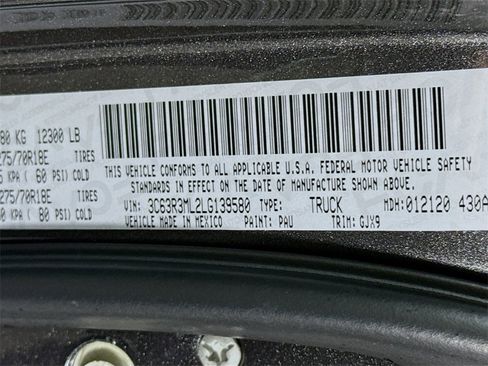 80 KG 12300 LB
275/70R18E TIRES
KPA ( 60 PSI) COLD
275/70R18E TIRES
KPA ( 80 PSI) COLD
THIS VEHICLE CONFORMS TO ALL APPLICABLE U.S.A. FEDERAL MOTOR VEHICLE SAFETY
STANDARDS IN EFFECT ON THE DATE OF MANUFACTURE SHOWN ABOVE.
VIN: 3C63R3ML2LG139580 TYPE: TRUCK MDH: 012120 430A
VEHICLE MADE IN MEXICO PAINT: PAU TRIM: GJX9